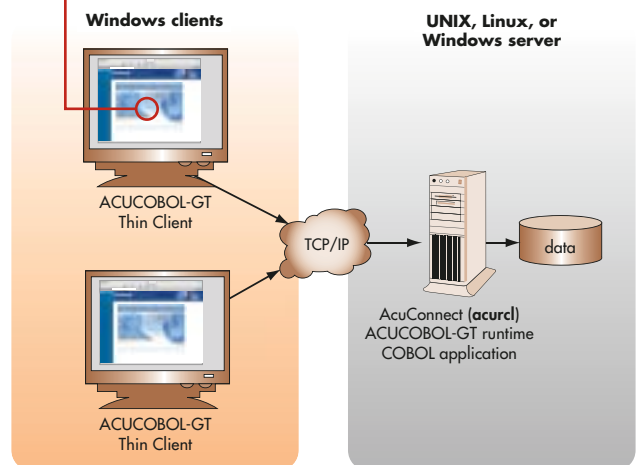 Windows clients
ACUCOBOL-GT
Thin Client
ACUCOBOL-GT
Thin Client
TCP/IP
UNIX, Linux, or
Windows server
AcuConnect (acurcl)
ACUCOBOL-GT runtime
COBOL application
data